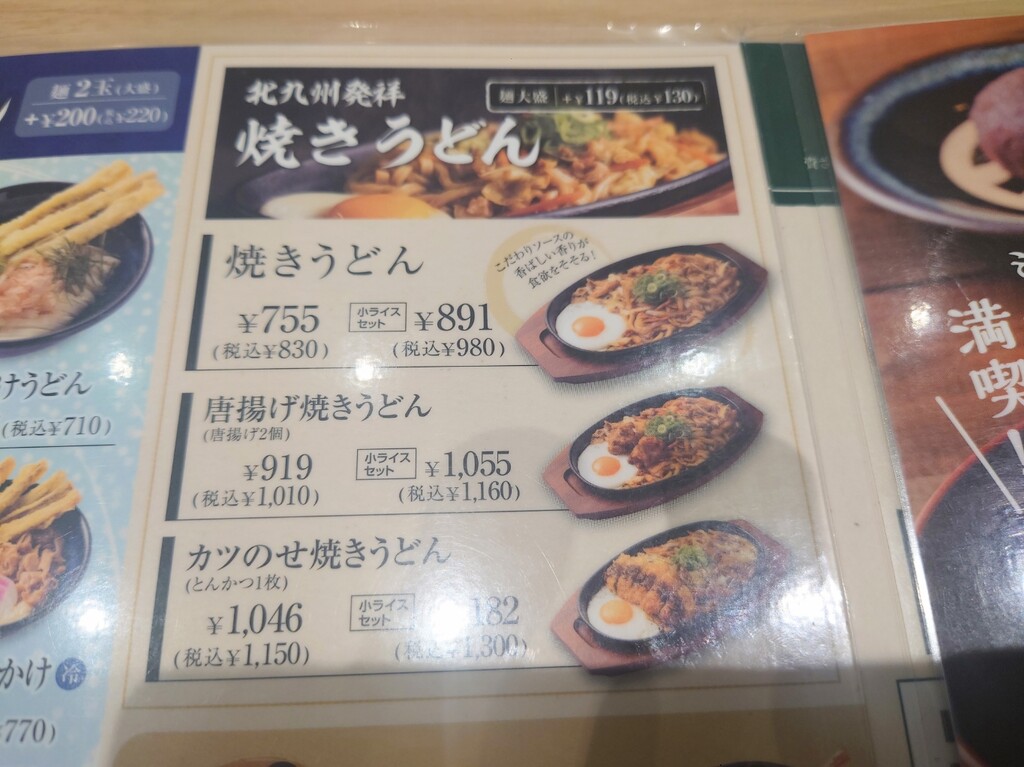 麺2玉(大盛)
+¥200(税込¥220)
北九州発祥
麺大盛 +¥119(税込¥130)
焼きうどん
焼きうどん
こだわりソースの
香ばしい香りが
食欲をそそる!
¥755
小ライス
セット
¥891
(税込¥830)
(税込¥980)
唐揚げ焼きうどん
(唐揚げ2個)
¥919
小ライス
セット
¥1,055
(税込¥1,010)
(税込¥1,160)
カツのせ焼きうどん
(とんかつ1枚)
¥1,046
小ライス
セット
182
(税込¥1,150)
(税込¥1,300)
けうどん
(税込¥710)
かけ 冷
¥770)
満
喫